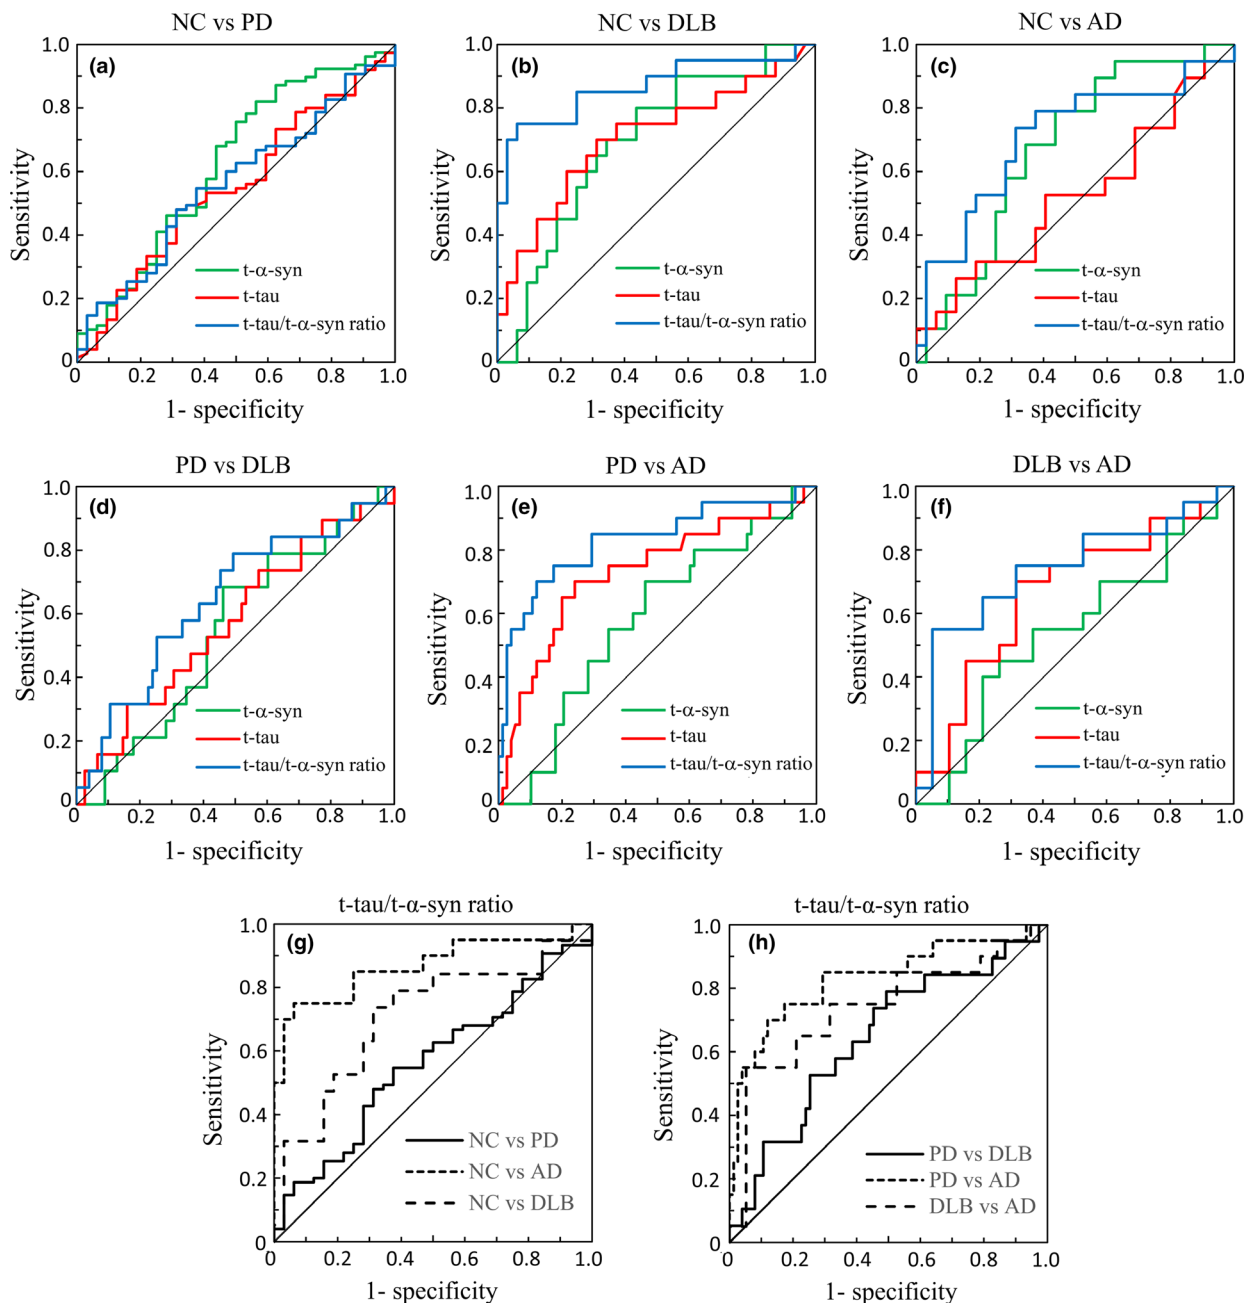 NC vs PD
(a)
Sensitivity
1.0
0.8
0.6
0.4
0.2
0
t-α-syn
t-tau
t-tau/t-α-syn ratio
0 0.2 0.4 0.6 0.8 1.0
1- specificity
NC vs DLB
(b)
Sensitivity
1.0
0.8
0.6
0.4
0.2
0
t-α-syn
t-tau
t-tau/t-α-syn ratio
0 0.2 0.4 0.6 0.8 1.0
1- specificity
NC vs AD
(c)
Sensitivity
1.0
0.8
0.6
0.4
0.2
0
t-α-syn
t-tau
t-tau/t-α-syn ratio
0 0.2 0.4 0.6 0.8 1.0
1- specificity
PD vs DLB
(d)
Sensitivity
1.0
0.8
0.6
0.4
0.2
0
t-α-syn
t-tau
t-tau/t-α-syn ratio
0 0.2 0.4 0.6 0.8 1.0
1- specificity
PD vs AD
(e)
Sensitivity
1.0
0.8
0.6
0.4
0.2
0
t-α-syn
t-tau
t-tau/t-α-syn ratio
0 0.2 0.4 0.6 0.8 1.0
1- specificity
DLB vs AD
(f)
Sensitivity
1.0
0.8
0.6
0.4
0.2
0
t-α-syn
t-tau
t-tau/t-α-syn ratio
0 0.2 0.4 0.6 0.8 1.0
1- specificity
t-tau/t-α-syn ratio
(g)
Sensitivity
1.0
0.8
0.6
0.4
0.2
0
NC vs PD
NC vs AD
NC vs DLB
0 0.2 0.4 0.6 0.8 1.0
1- specificity
t-tau/t-α-syn ratio
(h)
Sensitivity
1.0
0.8
0.6
0.4
0.2
0
PD vs DLB
PD vs AD
DLB vs AD
0 0.2 0.4 0.6 0.8 1.0
1- specificity